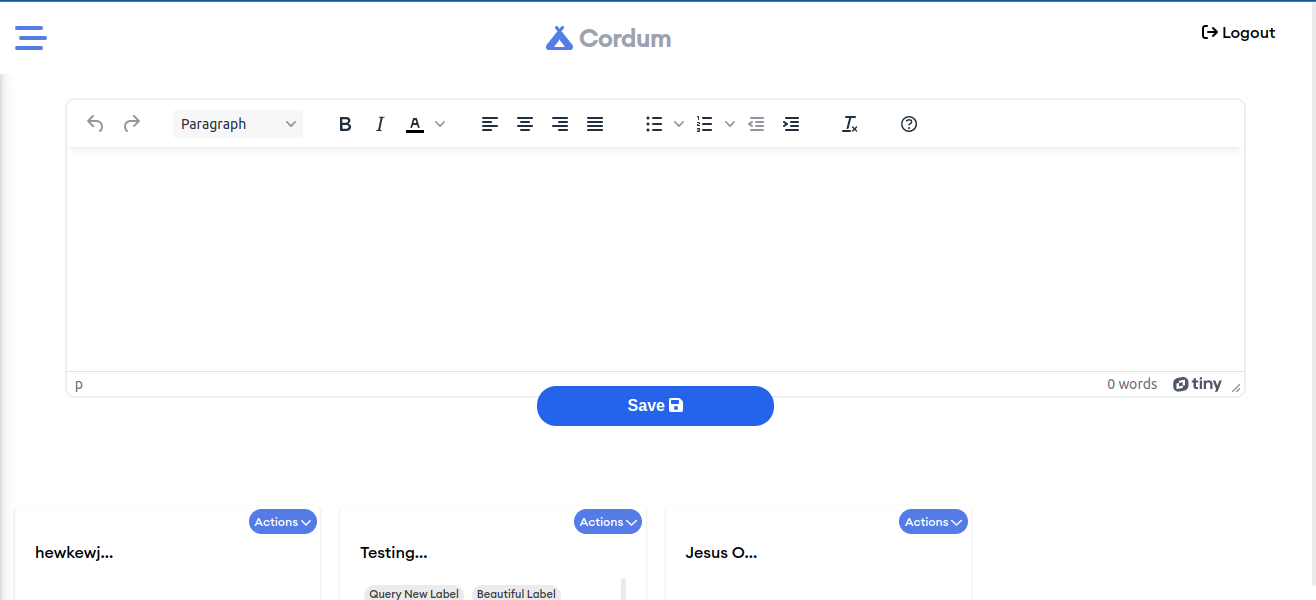 Cordum
Logout
Paragraph
B I A
p
0 words tiny
Save
Actions Actions Actions
hewkewj... Testing... Jesus O...
Query New Label Beautiful Label